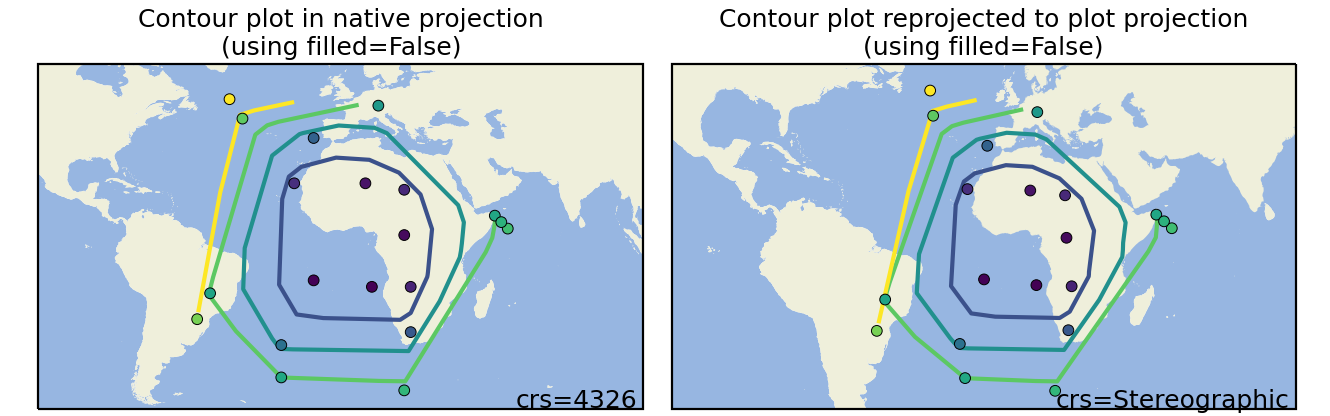 Contour plot in native projection
(using filled=False)
crs=4326
Contour plot reprojected to plot projection
(using filled=False)
crs=Stereographic